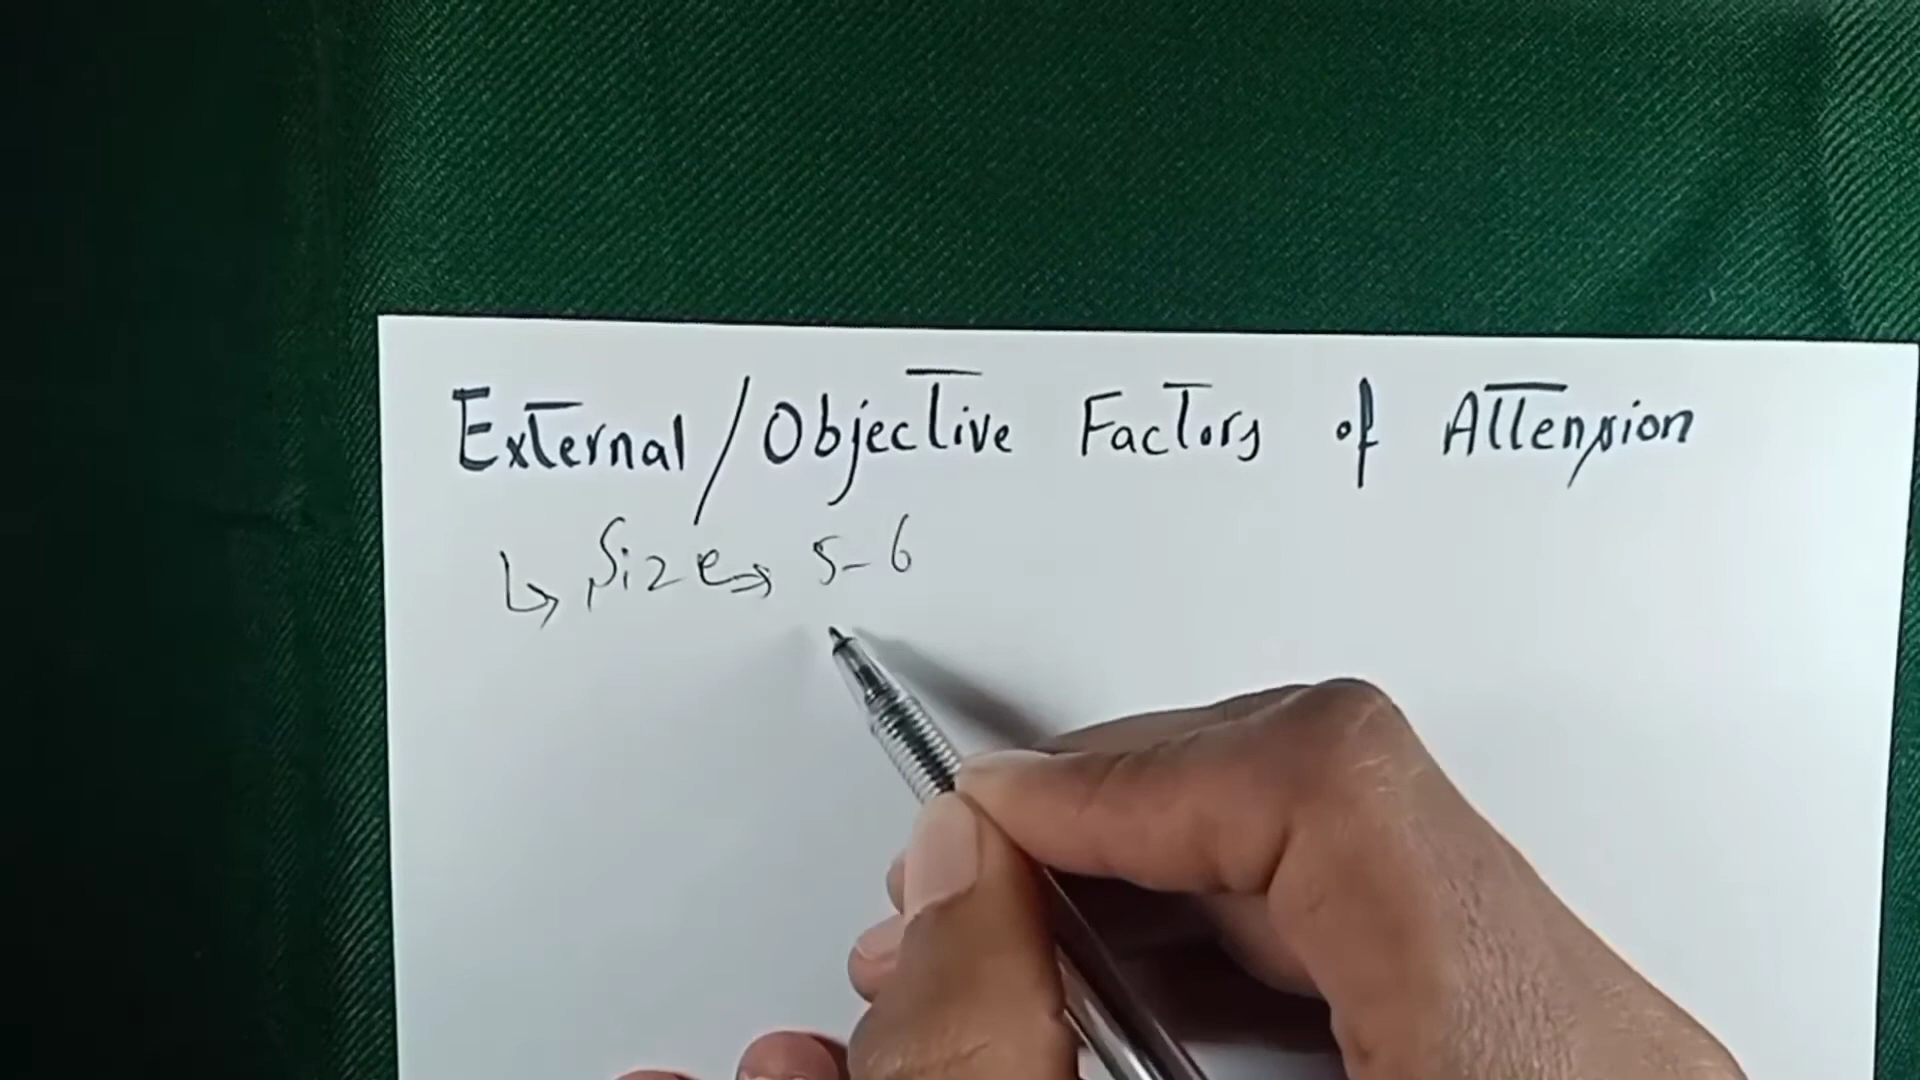 External/Objective Factors of Attension
↳ Size → 5-6